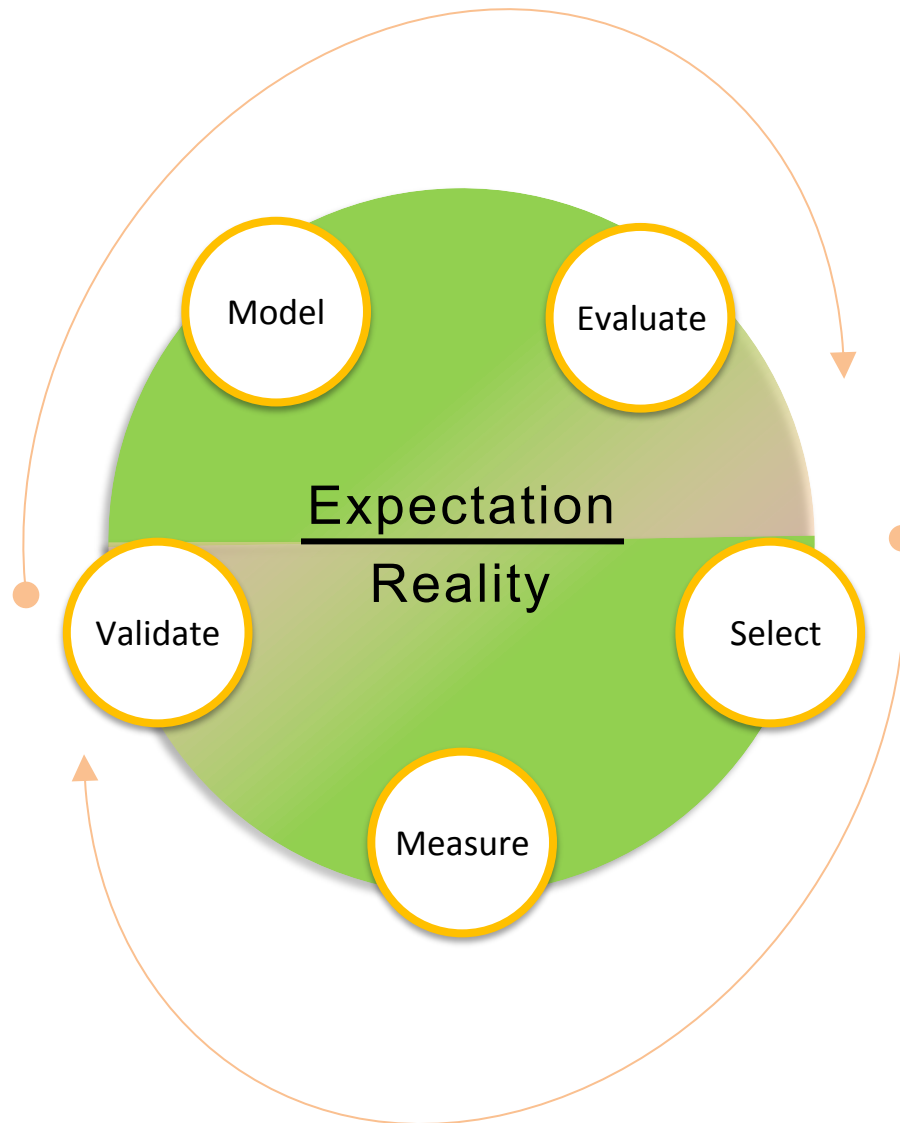 Model
Evaluate
Expectation
Reality
Validate
Select
Measure